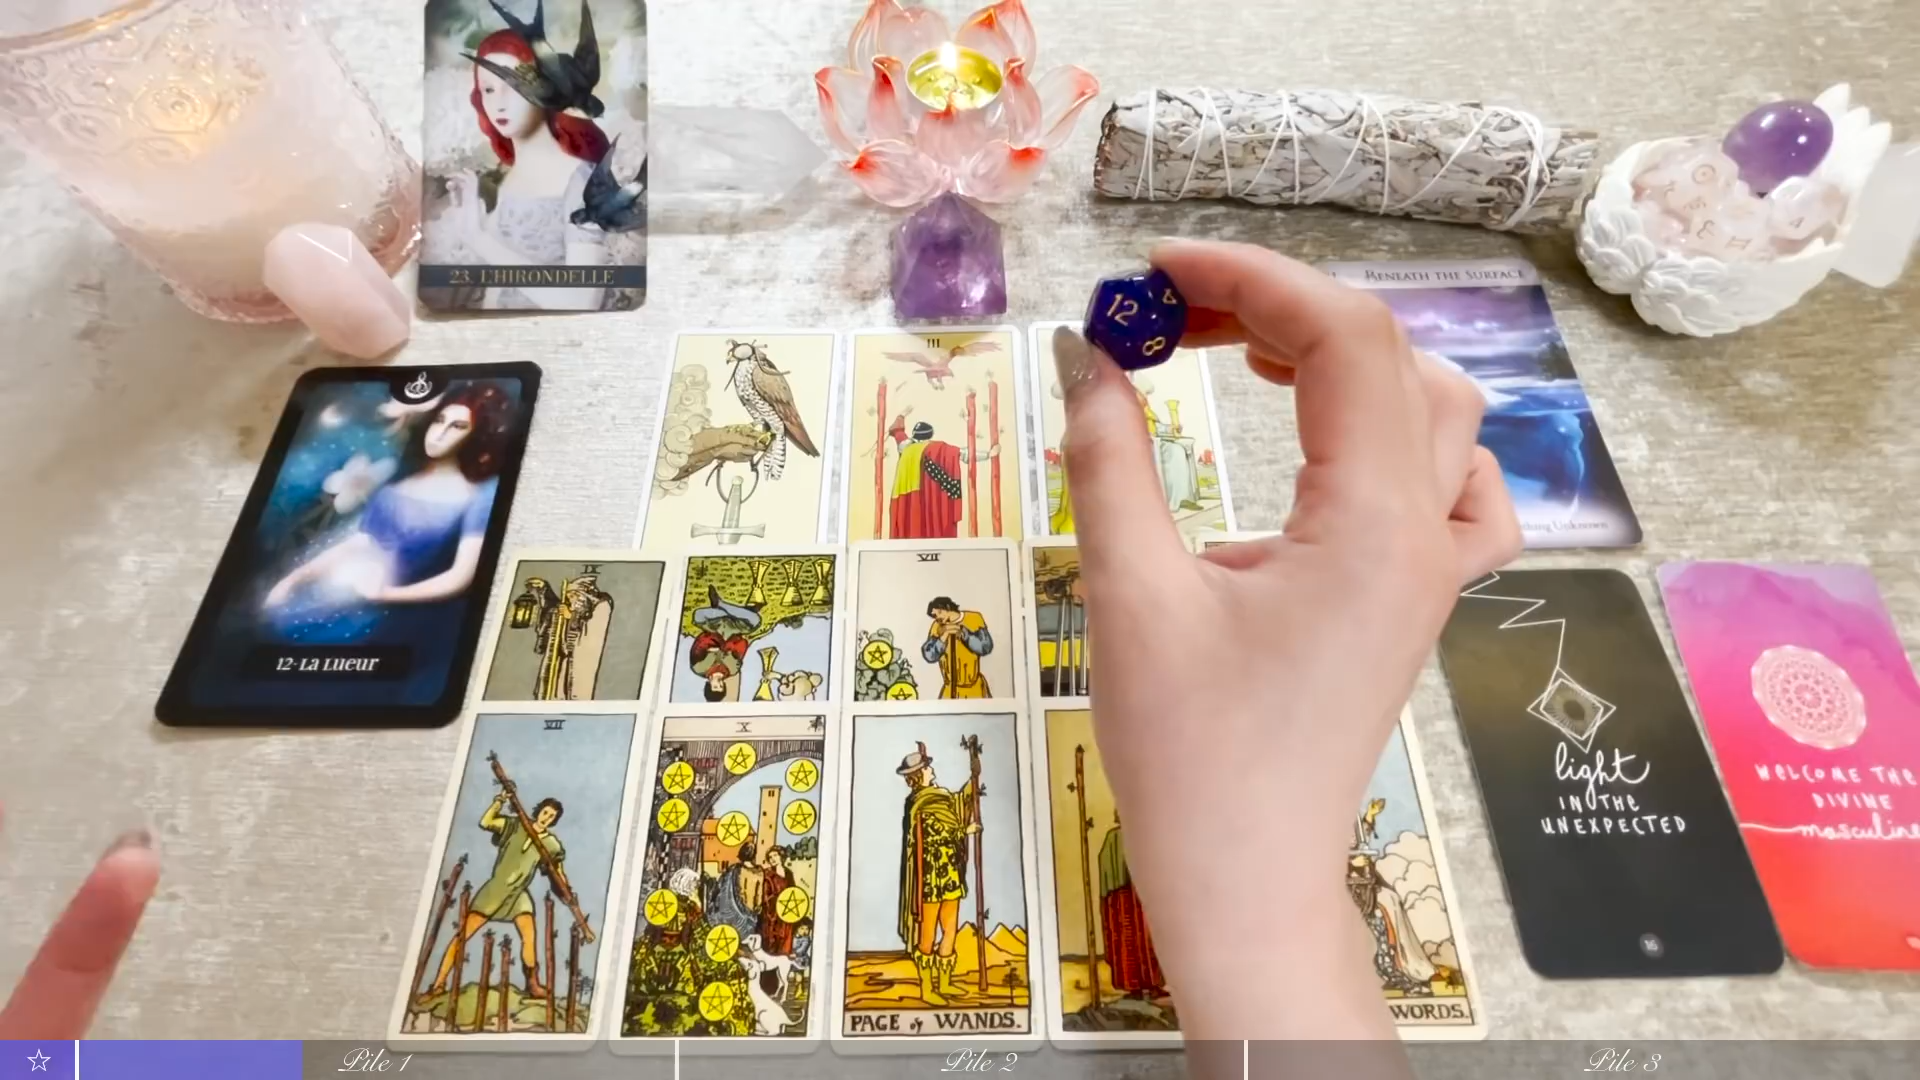 23. L'HIRONDELLE
BENEATH THE SURFACE
III
12
8
12-La Lueur
IX
VII
VII
X
light
IN THE
UNEXPECTED
16
WELCOME THE
DIVINE
masculine
PAGE of WANDS.
WORDS.
Pile 1
Pile 2
Pile 3